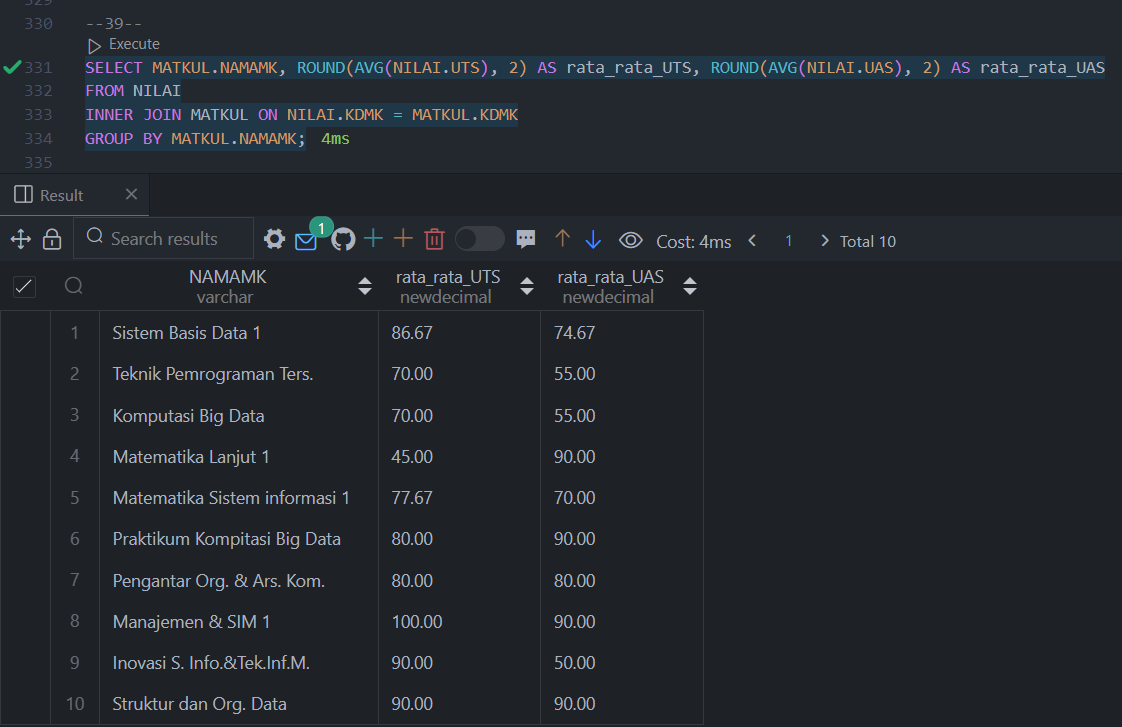 329
330 --39--
Execute
331 SELECT MATKUL.NAMAMK, ROUND(AVG(NILAI.UTS), 2) AS rata_rata_UTS, ROUND(AVG(NILAI.UAS), 2) AS rata_rata_UAS
332 FROM NILAI
333 INNER JOIN MATKUL ON NILAI.KDMK = MATKUL.KDMK
334 GROUP BY MATKUL.NAMAMK; 4ms
335
Result
Search results 1 Cost: 4ms 1 Total 10
NAMAMK rata_rata_UTS rata_rata_UAS
varchar newdecimal newdecimal
1 Sistem Basis Data 1 86.67 74.67
2 Teknik Pemrograman Ters. 70.00 55.00
3 Komputasi Big Data 70.00 55.00
4 Matematika Lanjut 1 45.00 90.00
5 Matematika Sistem informasi 1 77.67 70.00
6 Praktikum Kompitasi Big Data 80.00 90.00
7 Pengantar Org. & Ars. Kom. 80.00 80.00
8 Manajemen & SIM 1 100.00 90.00
9 Inovasi S. Info.&Tek.Inf.M. 90.00 50.00
10 Struktur dan Org. Data 90.00 90.00